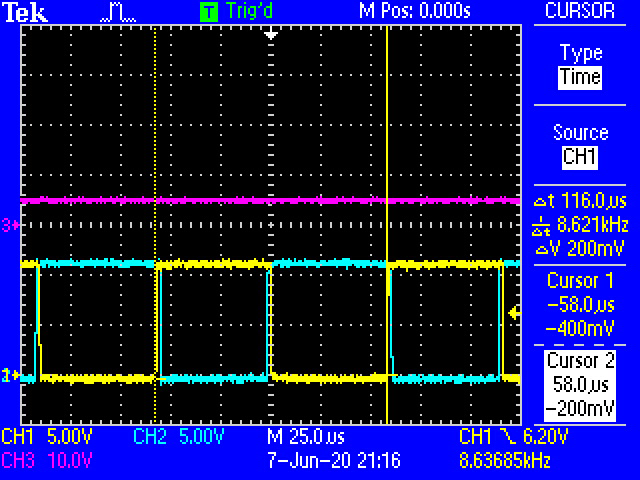 Tek T Trig'd M Pos: 0.000s CURSOR
Type
Time
Source
CH1
Δt 116.0µs
1/Δt 8.621kHz
ΔV 200mV
Cursor 1
-58.0µs
-400mV
Cursor 2
58.0µs
-200mV
3
1
CH1 5.00V CH2 5.00V M 25.0µs CH1 \ 6.20V
CH3 10.0V 7-Jun-20 21:16 8.63685kHz